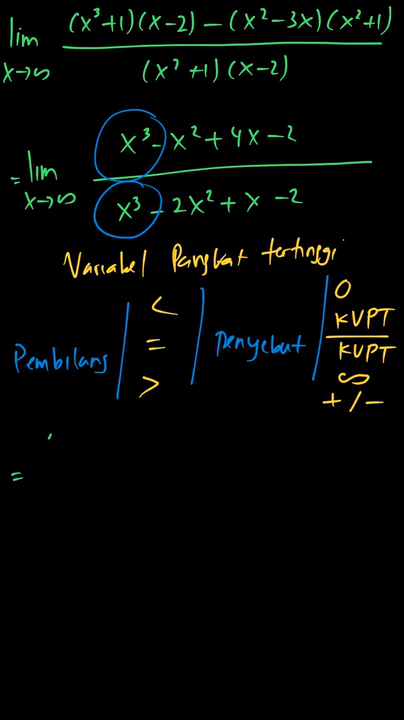 lim x→∞ (x³+1)(x-2) - (x²-3x)(x²+1) / (x²+1)(x-2)
= lim x→∞ x³ - x² + 4x - 2 / x³ - 2x² + x - 2
Variabel Pangkat tertinggi
Pembilang | < = > | Penyebut | 0
KVPT / KVPT
∞
+ / -
=